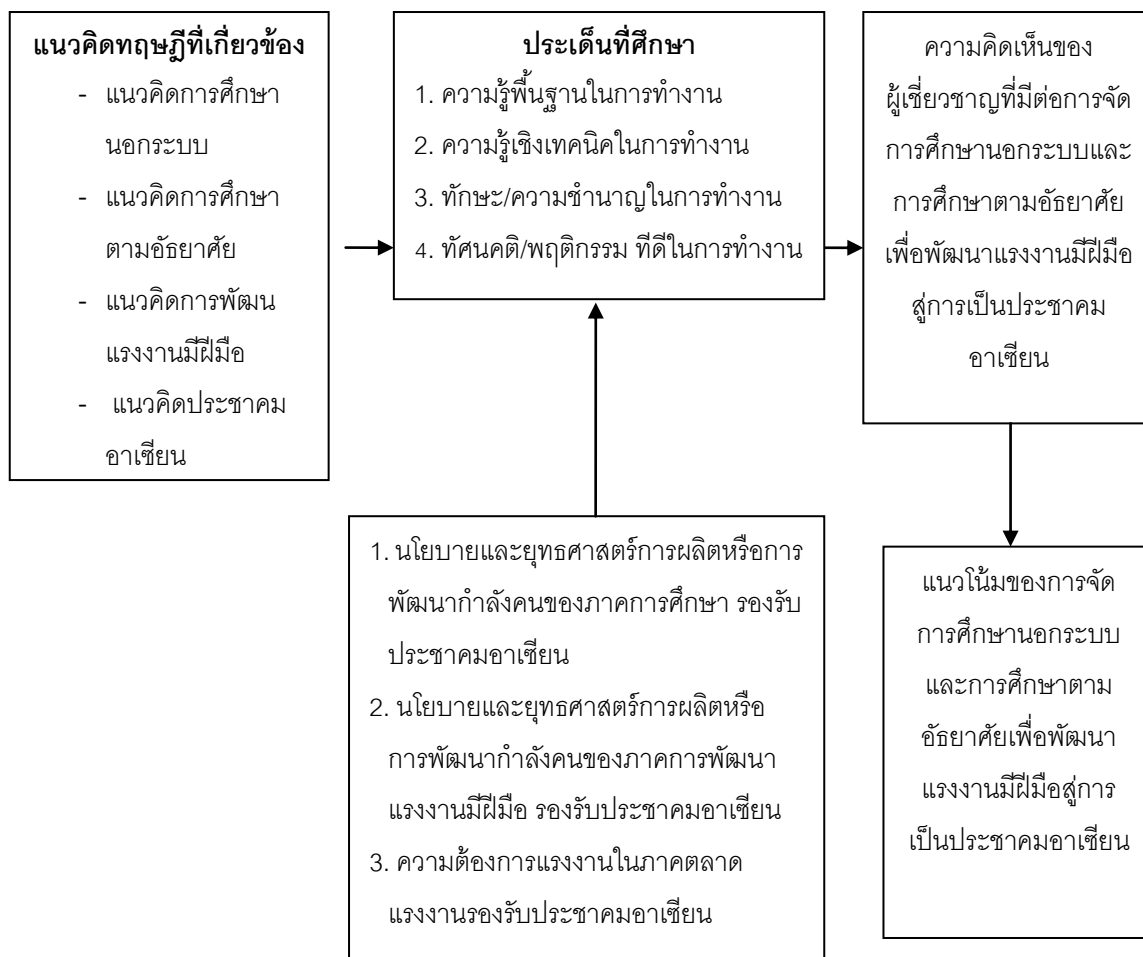 แนวคิดทฤษฎีที่เกี่ยวข้อง
- แนวคิดการศึกษา
นอกระบบ
- แนวคิดการศึกษา
ตามอัธยาศัย
- แนวคิดการพัฒน
แรงงานมีฝีมือ
- แนวคิดประชาคม
อาเซียน
ประเด็นที่ศึกษา
1. ความรู้พื้นฐานในการทำงาน
2. ความรู้เชิงเทคนิคในการทำงาน
3. ทักษะ/ความชำนาญในการทำงาน
4. ทัศนคติ/พฤติกรรม ที่ดีในการทำงาน
ความคิดเห็นของ
ผู้เชี่ยวชาญที่มีต่อการจัด
การศึกษานอกระบบและ
การศึกษาตามอัธยาศัย
เพื่อพัฒนาแรงงานมีฝีมือ
สู่การเป็นประชาคม
อาเซียน
1. นโยบายและยุทธศาสตร์การผลิตหรือการ
พัฒนากำลังคนของภาคการศึกษา รองรับ
ประชาคมอาเซียน
2. นโยบายและยุทธศาสตร์การผลิตหรือ
การพัฒนากำลังคนของภาคการพัฒนา
แรงงานมีฝีมือ รองรับประชาคมอาเซียน
3. ความต้องการแรงงานในภาคตลาด
แรงงานรองรับประชาคมอาเซียน
แนวโน้มของการจัด
การศึกษานอกระบบ
และการศึกษาตาม
อัธยาศัยเพื่อพัฒนา
แรงงานมีฝีมือสู่การ
เป็นประชาคมอาเซียน